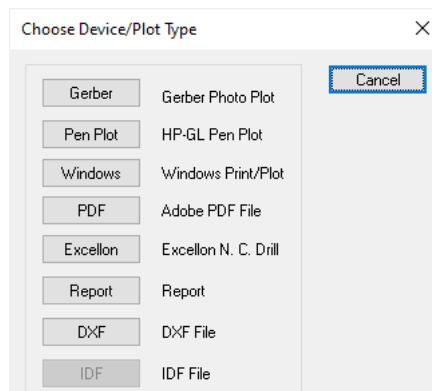 Choose Device/Plot Type
Cancel
Gerber Gerber Photo Plot
Pen Plot HP-GL Pen Plot
Windows Windows Print/Plot
PDF Adobe PDF File
Excellon Excellon N. C. Drill
Report Report
DXF DXF File
IDF IDF File